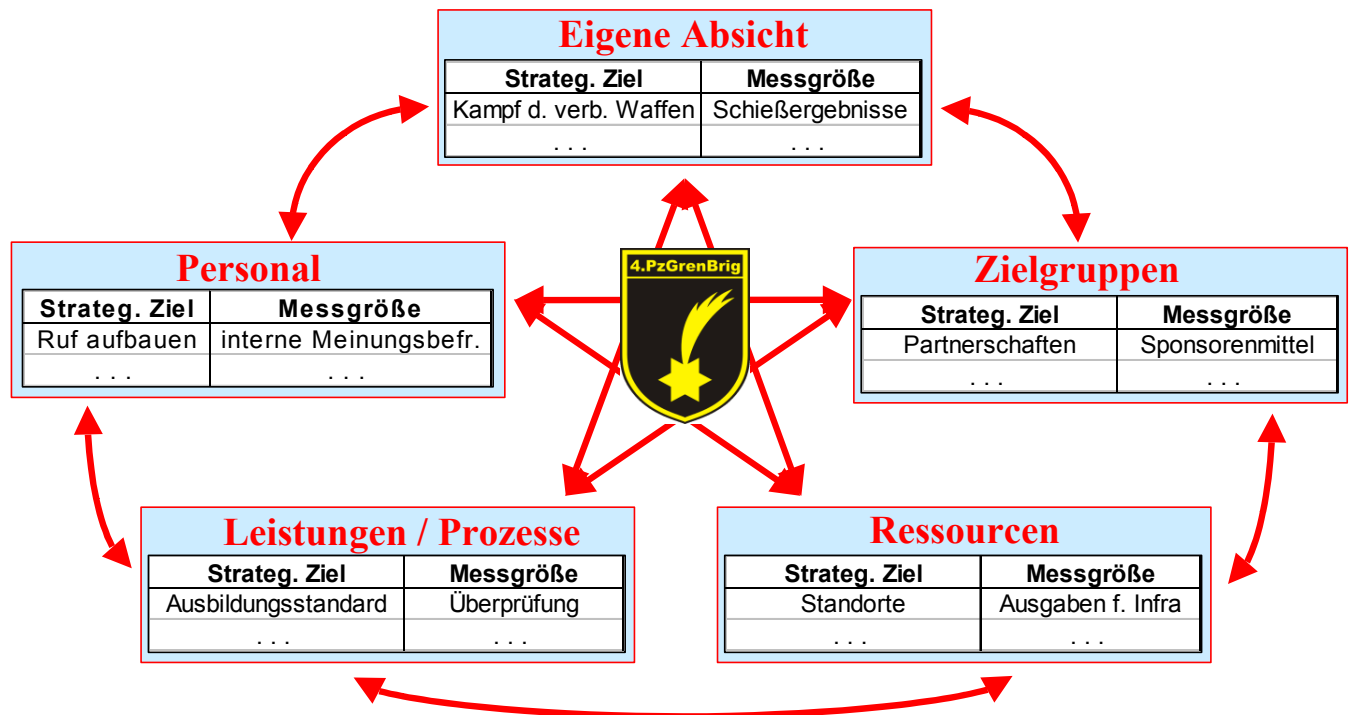 Eigene Absicht
Strateg. Ziel Messgröße
Kampf d. verb. Waffen Schießergebnisse
. . . . . .
Personal
Strateg. Ziel Messgröße
Ruf aufbauen interne Meinungsbefr.
. . . . . .
4.PzGrenBrig
Zielgruppen
Strateg. Ziel Messgröße
Partnerschaften Sponsorenmittel
. . . . . .
Leistungen / Prozesse
Strateg. Ziel Messgröße
Ausbildungsstandard Überprüfung
. . . . . .
Ressourcen
Strateg. Ziel Messgröße
Standorte Ausgaben f. Infra
. . . . . .